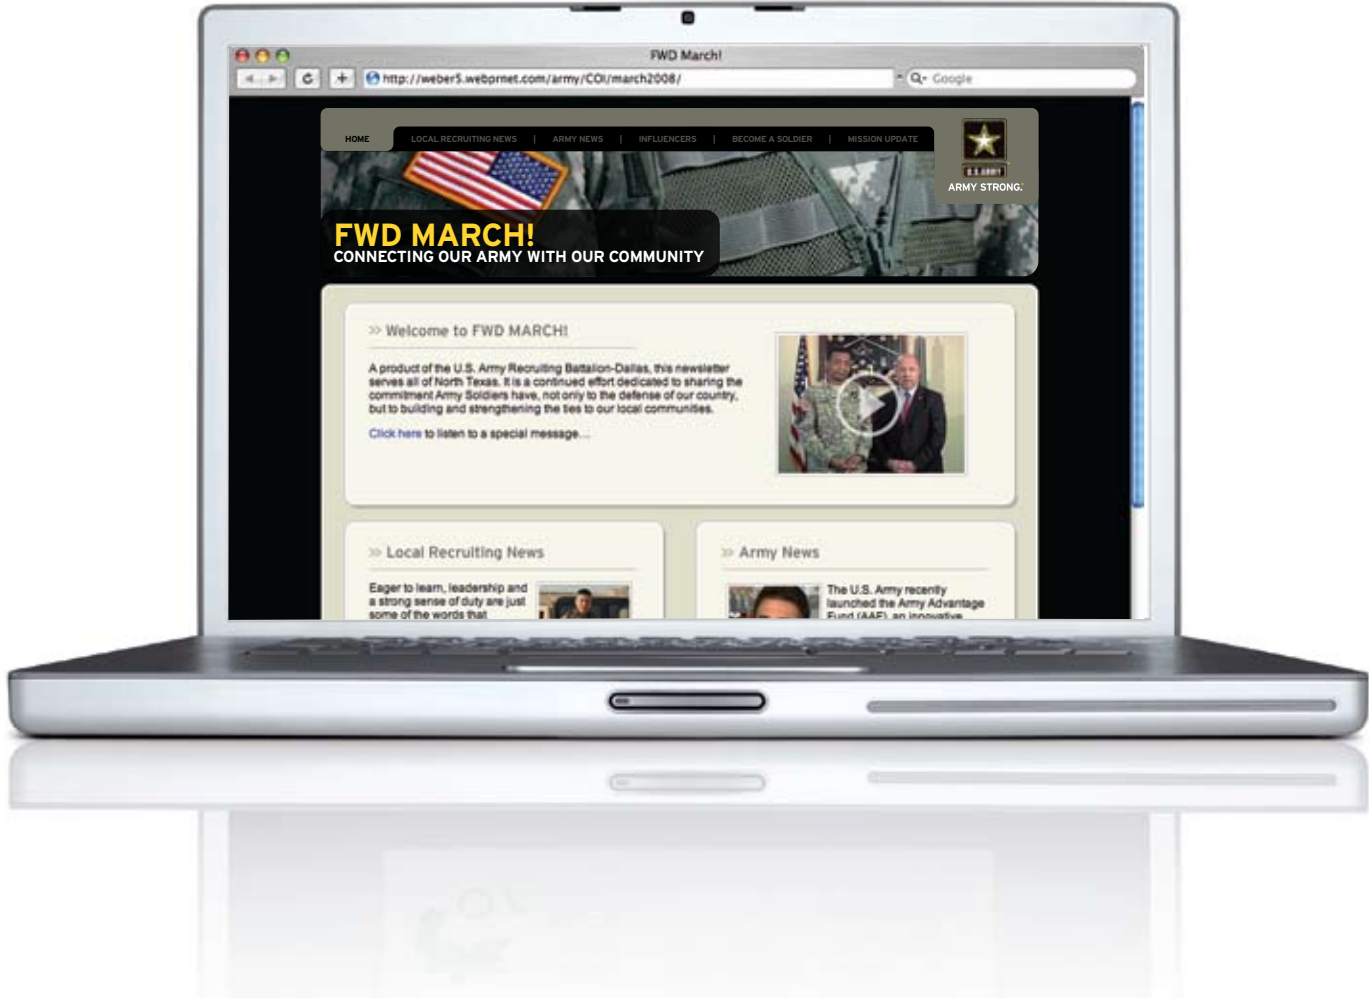 FWD March!
http://weber5.webprnet.com/army/COI/march2008/
Google
HOME
LOCAL RECRUITING NEWS | ARMY NEWS | INFLUENCERS | BECOME A SOLDIER | MISSION UPDATE
U.S.ARMY
ARMY STRONG.
FWD MARCH!
CONNECTING OUR ARMY WITH OUR COMMUNITY
>> Welcome to FWD MARCH!
A product of the U.S. Army Recruiting Battalion-Dallas, this newsletter
serves all of North Texas. It is a continued effort dedicated to sharing the
commitment Army Soldiers have, not only to the defense of our country,
but to building and strengthening the ties to our local communities.
Click here to listen to a special message...
>> Local Recruiting News
Eager to learn, leadership and
a strong sense of duty are just
some of the words that
>> Army News
The U.S. Army recently
launched the Army Advantage
Fund (AAF), an innovative